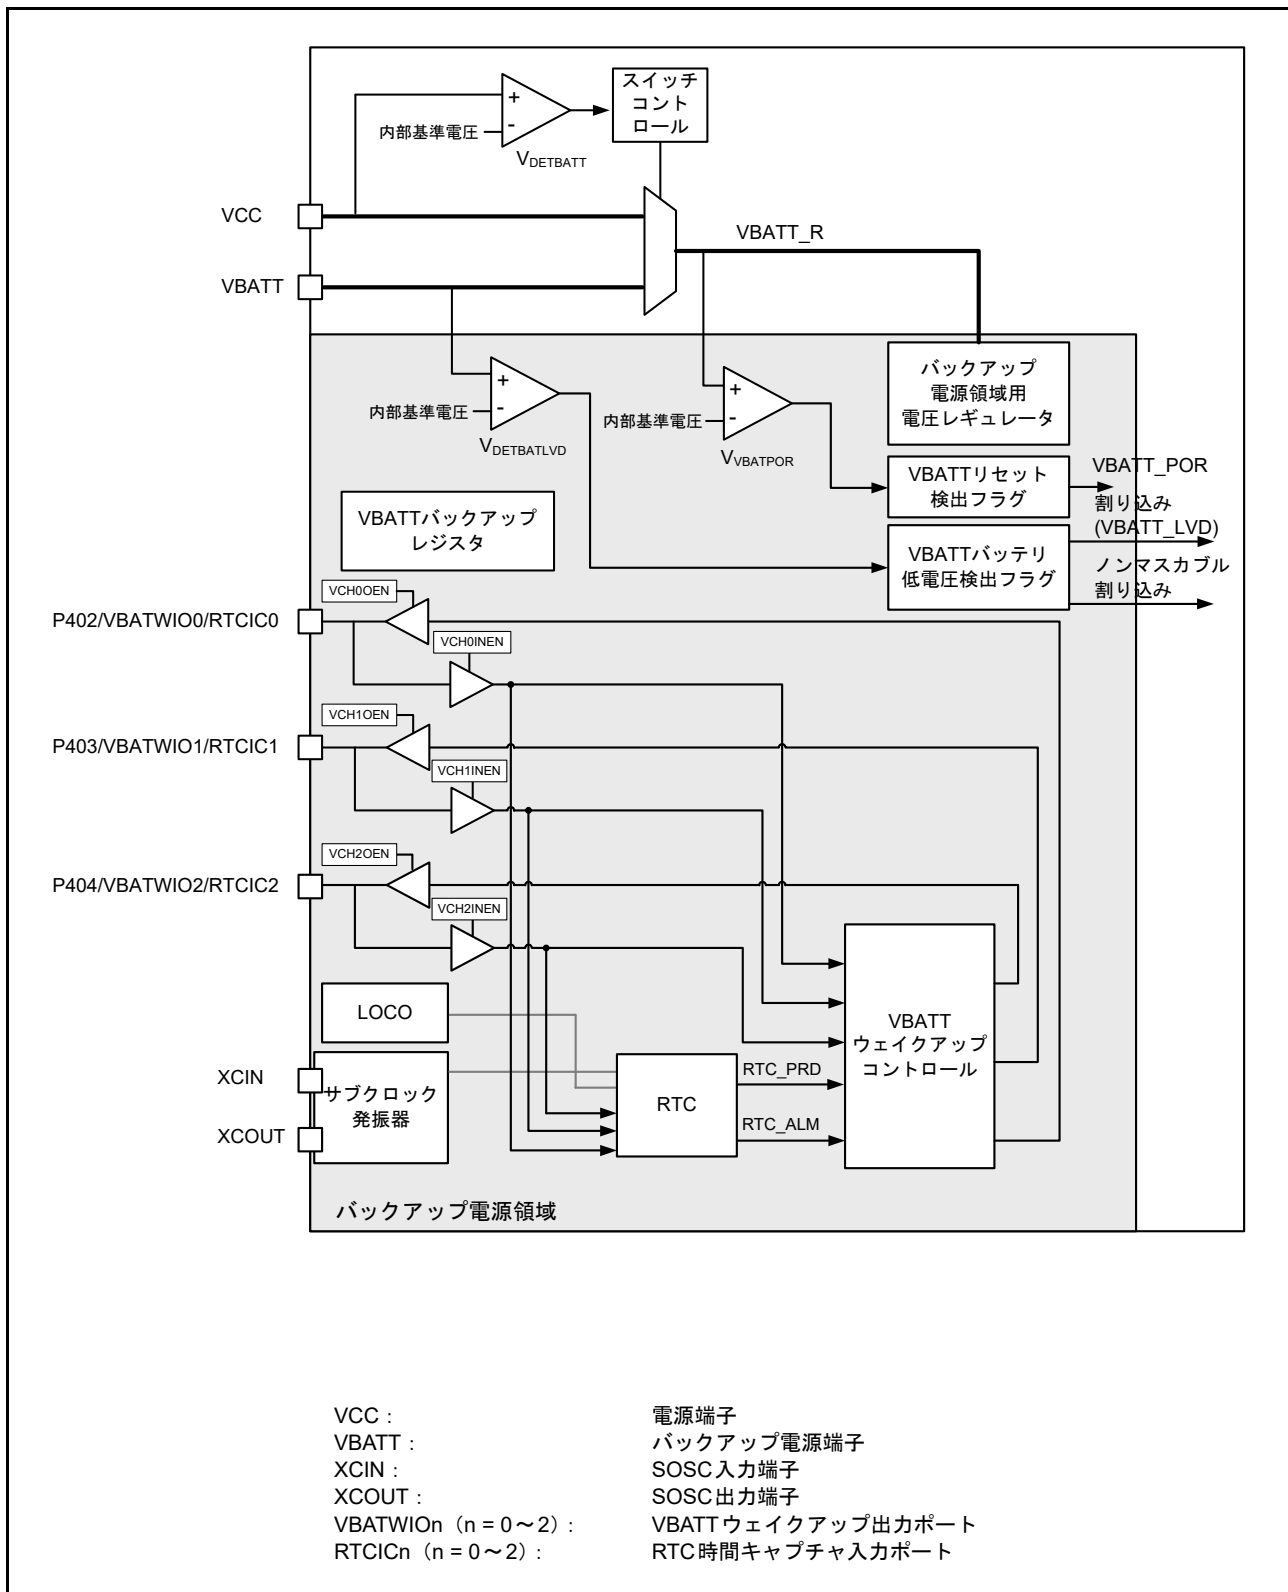 スイッチ
コント
ロール
+
内部基準電圧
-
VDETBATT
VCC
VBATT_R
VBATT
バックアップ
電源領域用
電圧レギュレータ
+
内部基準電圧
-
VDETBATLVD
+
内部基準電圧
-
VVBATPOR
VBATTリセット
検出フラグ
VBATT_POR
VBATTバックアップ
レジスタ
割り込み
(VBATT_LVD)
VBATTバッテリ
低電圧検出フラグ
ノンマスカブル
割り込み
VCH0OEN
P402/VBATWIO0/RTCIC0
VCH0INEN
VCH1OEN
P403/VBATWIO1/RTCIC1
VCH1INEN
VCH2OEN
P404/VBATWIO2/RTCIC2
VCH2INEN
LOCO
VBATT
ウェイクアップ
コントロール
XCIN
サブクロック
発振器
XCOUT
RTC
RTC_PRD
RTC_ALM
バックアップ電源領域
VCC : 電源端子
VBATT : バックアップ電源端子
XCIN : SOSC入力端子
XCOUT : SOSC出力端子
VBATWIOn（n = 0～2）: VBATTウェイクアップ出力ポート
RTCICn（n = 0～2）: RTC時間キャプチャ入力ポート